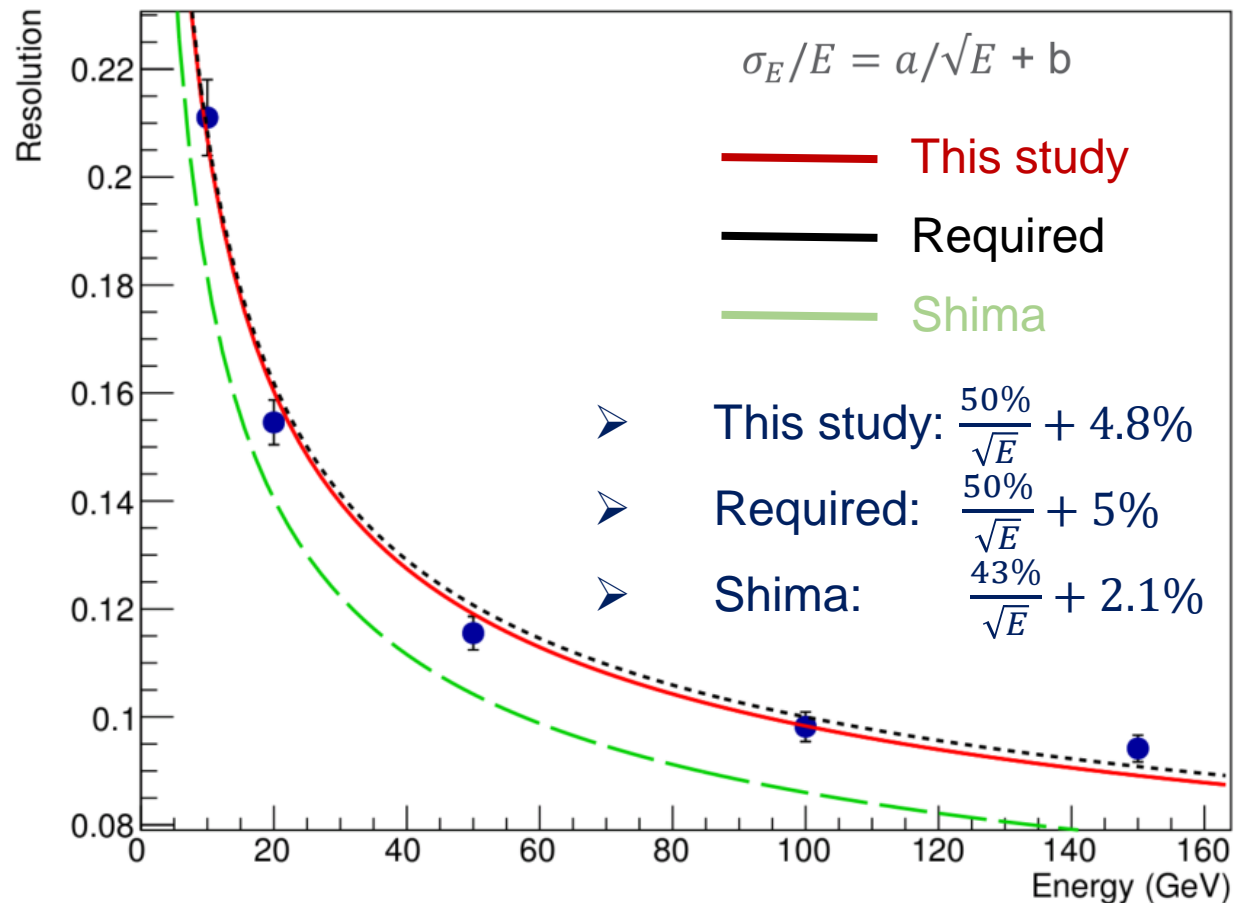 Resolution
σ_E/E = a/√E + b
This study
Required
Shima
➢ This study: 50%/√E + 4.8%
➢ Required: 50%/√E + 5%
➢ Shima: 43%/√E + 2.1%
0.22
0.2
0.18
0.16
0.14
0.12
0.1
0.08
0 20 40 60 80 100 120 140 160
Energy (GeV)